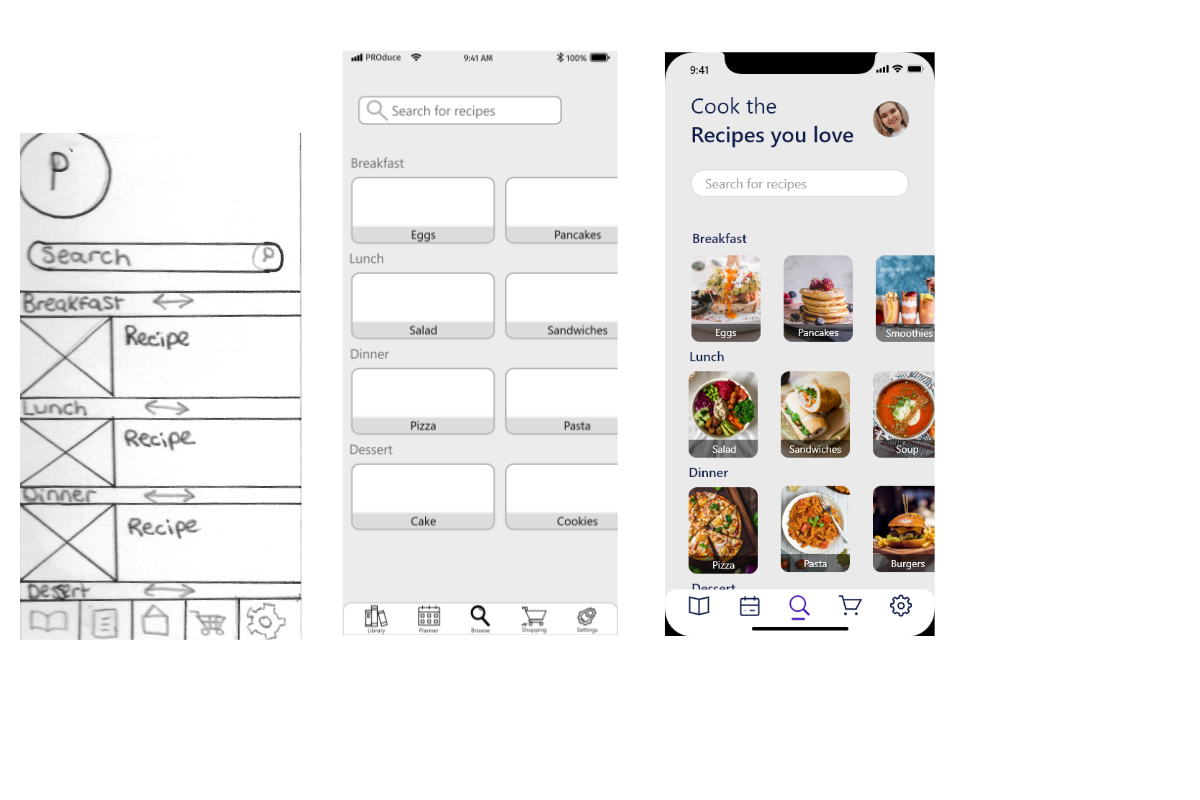 P
Search
Breakfast
Recipe
Lunch
Recipe
Dinner
Recipe
Desert
PROduce
9:41 AM
100%
Search for recipes
Breakfast
Eggs
Pancakes
Lunch
Salad
Sandwiches
Dinner
Pizza
Pasta
Dessert
Cake
Cookies
Library
Planner
Browse
Shopping
Settings
9:41
Cook the
Recipes you love
Search for recipes
Breakfast
Eggs
Pancakes
Smoothies
Lunch
Salad
Sandwiches
Soup
Dinner
Pizza
Pasta
Burgers
Dessert